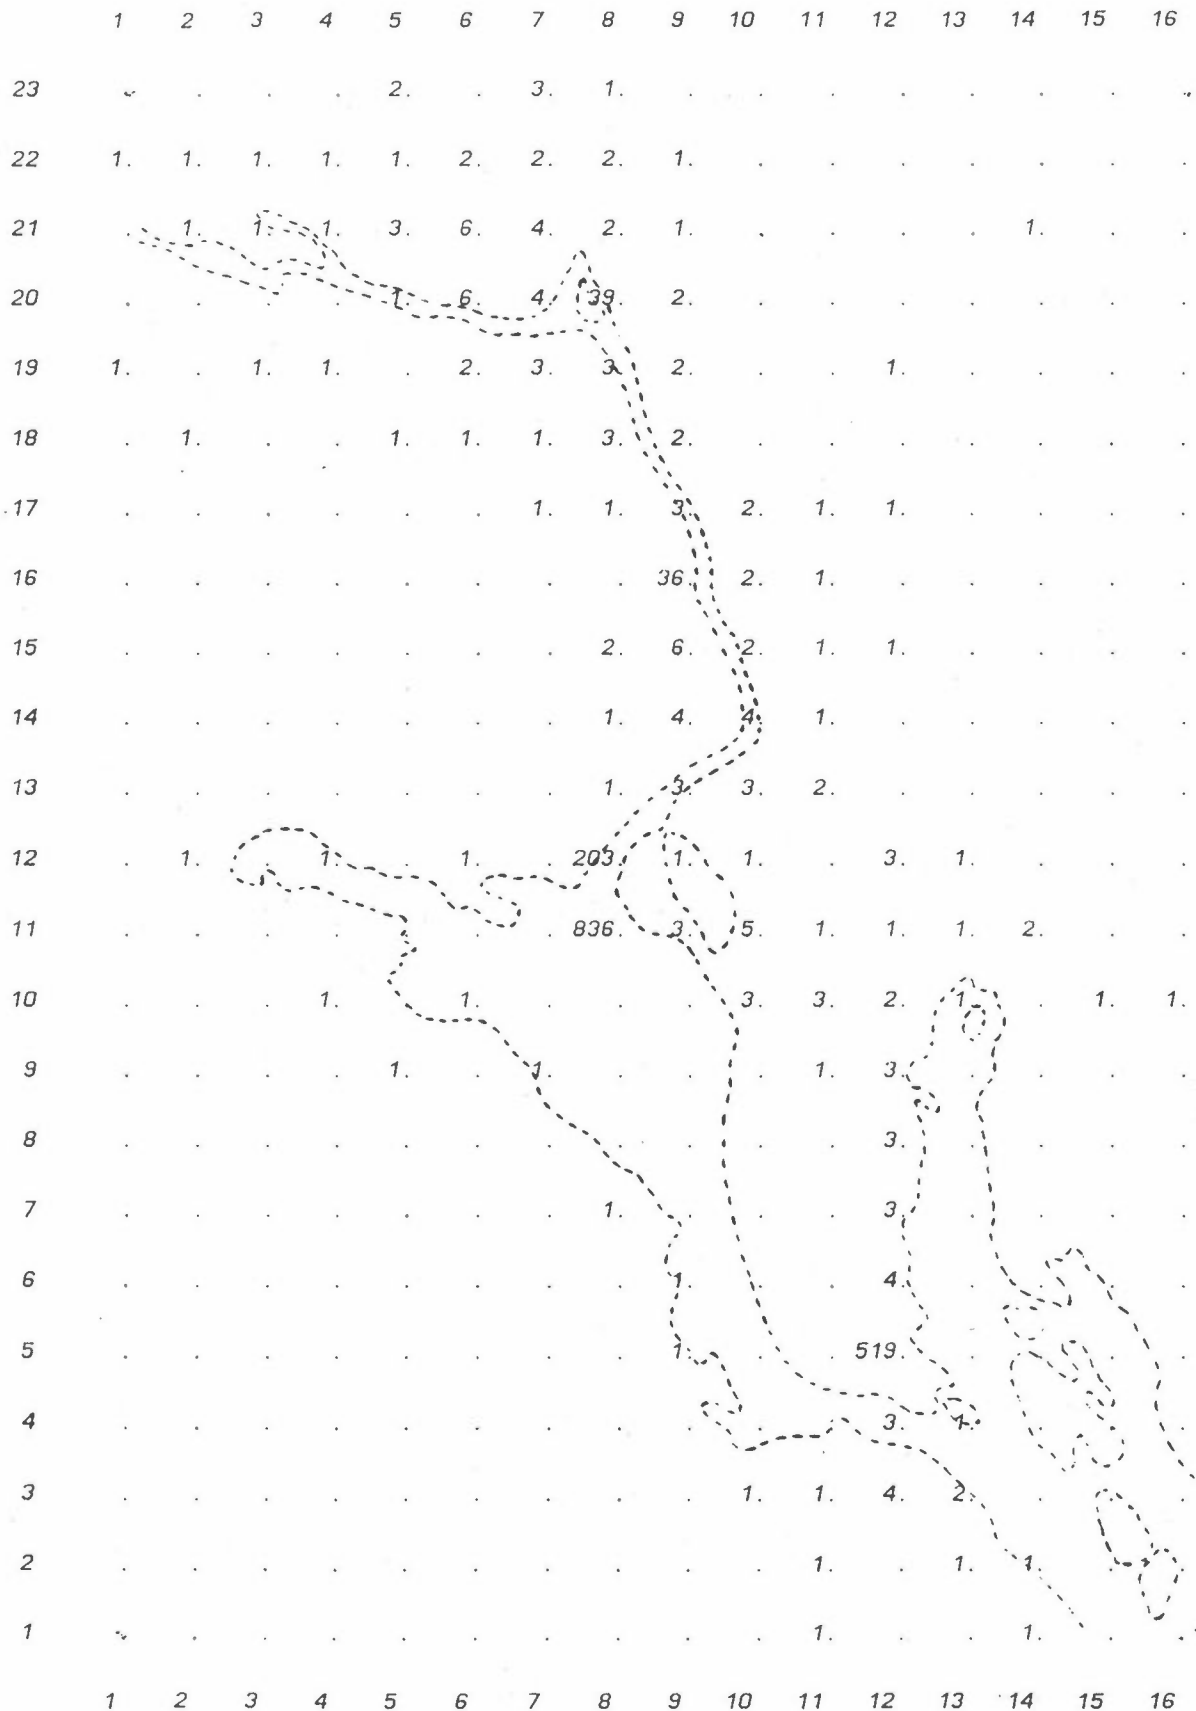 1 2 3 4 5 6 7 8 9 10 11 12 13 14 15 16
23 . . . . 2. . 3. 1. . . . . . . . .
22 1. 1. 1. 1. 1. 2. 2. 2. 1. . . . . . . .
21 . 1. 1. 1. 3. 6. 4. 2. 1. . . . . 1. . .
20 . . . . 1. 6. 4. 39. 2. . . . . . . .
19 1. . 1. 1. . 2. 3. 3. 2. . . 1. . . . .
18 . 1. . . 1. 1. 1. 3. 2. . . . . . . .
17 . . . . . . 1. 1. 3. 2. 1. 1. . . . .
16 . . . . . . . . 36. 2. 1. . . . . .
15 . . . . . . . 2. 6. 2. 1. 1. . . . .
14 . . . . . . . 1. 4. 4. 1. . . . . .
13 . . . . . . . 1. 3. 3. 2. . . . . .
12 . 1. . 1. . 1. . 203. 1. 1. . 3. 1. . . .
11 . . . . . . . 836. 3. 5. 1. 1. 1. 2. . .
10 . . . 1. . 1. . . . 3. 3. 2. 1. . 1. 1.
9 . . . . 1. . 1. . . . 1. 3. . . . .
8 . . . . . . . . . . . 3. . . . .
7 . . . . . . . 1. . . . 3. . . . .
6 . . . . . . . . 1. . . 4. . . . .
5 . . . . . . . . 1. . . 519. . . . .
4 . . . . . . . . . . . 3. 1. . . .
3 . . . . . . . . . 1. 1. 4. 2. . . .
2 . . . . . . . . . . 1. . 1. 1. . .
1 . . . . . . . . . . 1. . . 1. . .
1 2 3 4 5 6 7 8 9 10 11 12 13 14 15 16